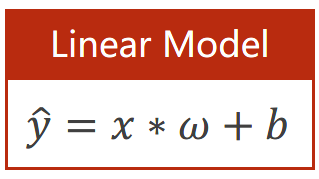 Linear Model
ŷ = x * ω + b